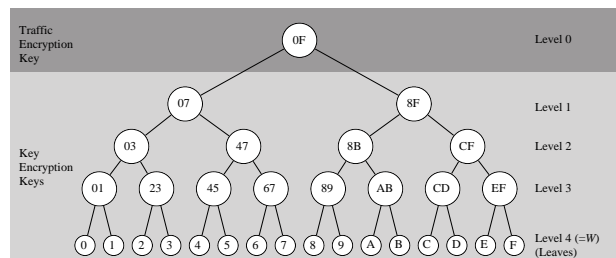 Traffic
Encryption
Key
0F
Level 0
07
8F
Level 1
03
47
8B
CF
Level 2
Key
Encryption
Keys
01
23
45
67
89
AB
CD
EF
Level 3
0
1
2
3
4
5
6
7
8
9
A
B
C
D
E
F
Level 4 (=W)
(Leaves)